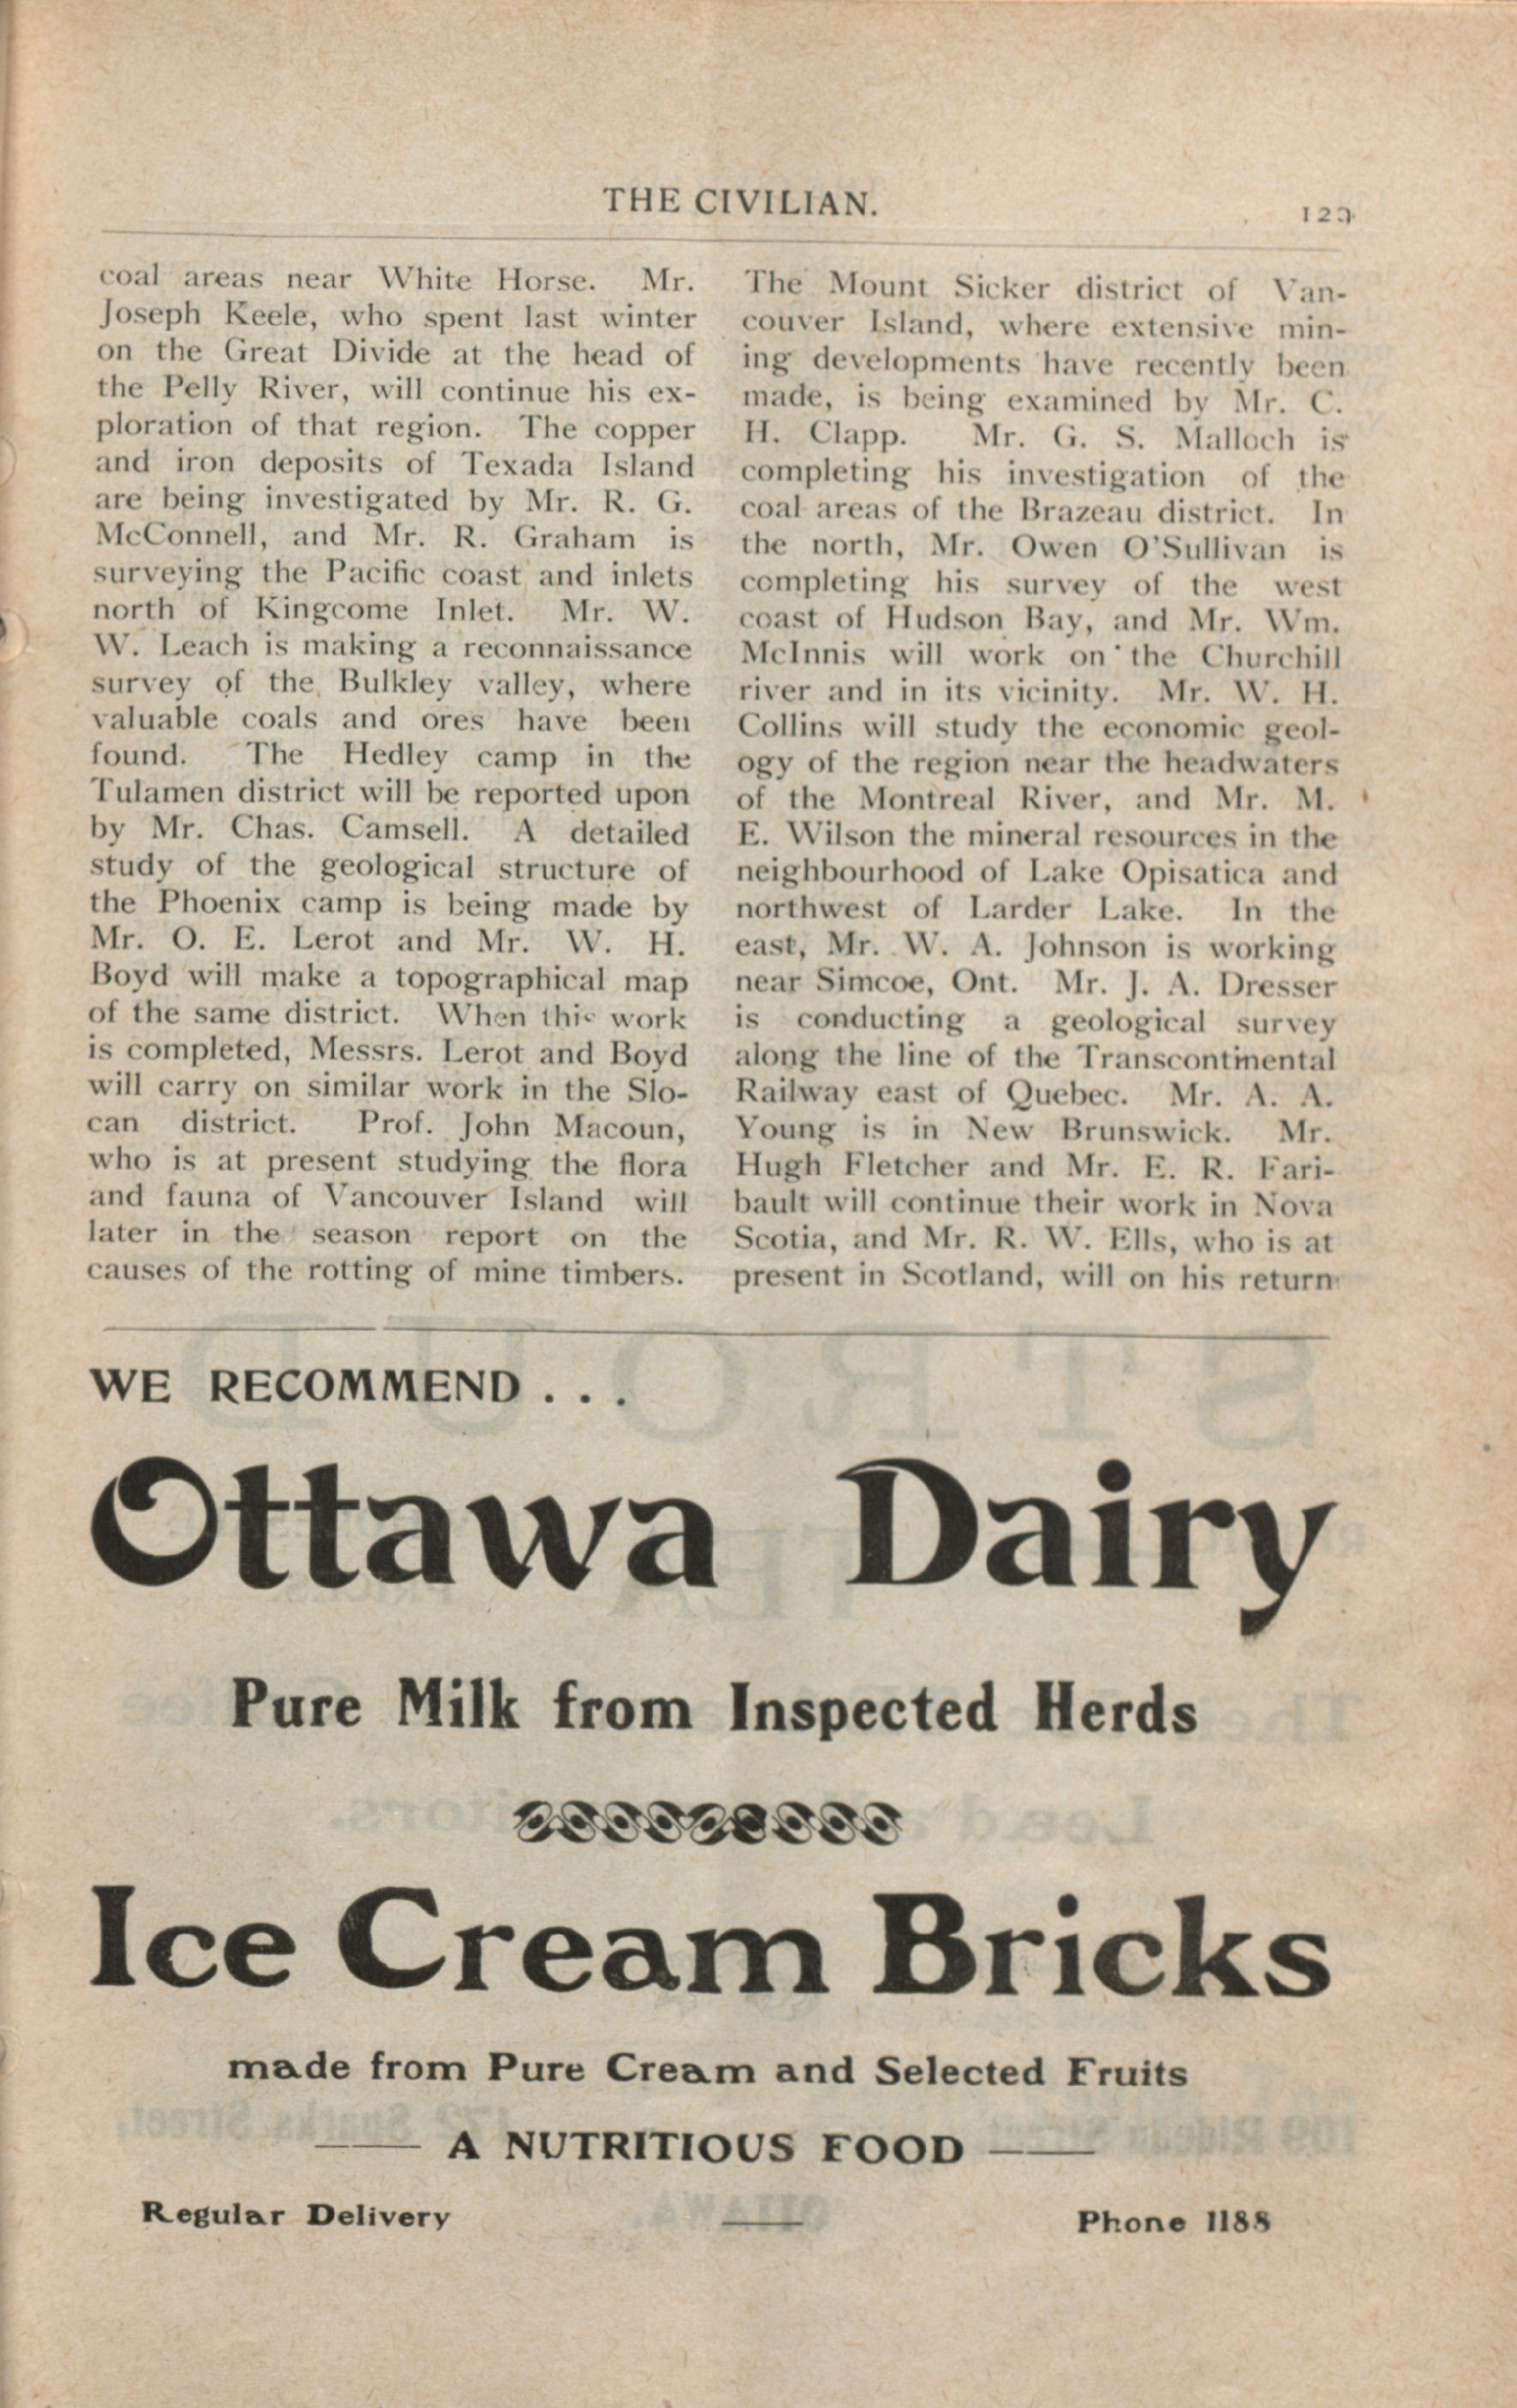 THE CIVILIAN.
129
coal areas near White Horse. Mr.
Joseph Keele, who spent last winter
on the Great Divide at the head of
the Pelly River, will continue his ex-
ploration of that region. The copper
and iron deposits of Texada Island
are being investigated by Mr. R. G.
McConnell, and Mr. R. Graham is
surveying the Pacific coast and inlets
north of Kingcome Inlet. Mr. W.
W. Leach is making a reconnaissance
survey of the Bulkley valley, where
valuable coals and ores have been
found. The Hedley camp in the
Tulamen district will be reported upon
by Mr. Chas. Camsell. A detailed
study of the geological structure of
the Phoenix camp is being made by
Mr. O. E. Lerot and Mr. W. H.
Boyd will make a topographical map
of the same district. When this work
is completed, Messrs. Lerot and Boyd
will carry on similar work in the Slo-
can district. Prof. John Macoun,
who is at present studying the flora
and fauna of Vancouver Island will
later in the season report on the
causes of the rotting of mine timbers.
The Mount Sicker district of Van-
couver Island, where extensive min-
ing developments have recently been
made, is being examined by Mr. C.
H. Clapp. Mr. G. S. Malloch is
completing his investigation of the
coal areas of the Brazeau district. In
the north, Mr. Owen O'Sullivan is
completing his survey of the west
coast of Hudson Bay, and Mr. Wm.
McInnis will work on the Churchill
river and in its vicinity. Mr. W. H.
Collins will study the economic geol-
ogy of the region near the headwaters
of the Montreal River, and Mr. M.
E. Wilson the mineral resources in the
neighbourhood of Lake Opisatica and
northwest of Larder Lake. In the
east, Mr. W. A. Johnson is working
near Simcoe, Ont. Mr. J. A. Dresser
is conducting a geological survey
along the line of the Transcontinental
Railway east of Quebec. Mr. A. A.
Young is in New Brunswick. Mr.
Hugh Fletcher and Mr. E. R. Fari-
bault will continue their work in Nova
Scotia, and Mr. R. W. Ells, who is at
present in Scotland, will on his return
WE RECOMMEND . . .
Ottawa Dairy
Pure Milk from Inspected Herds
Ice Cream Bricks
made from Pure Cream and Selected Fruits
A NUTRITIOUS FOOD
Regular Delivery
Phone 1188